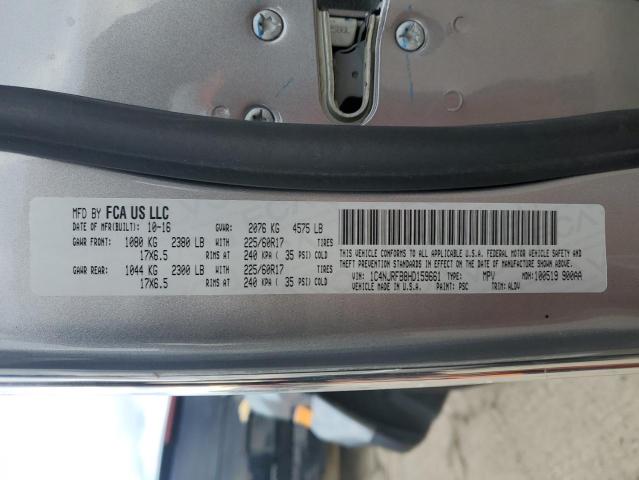 MFD BY FCA US LLC
DATE OF MFR(BUILT): 10-16 GVWR: 2076 KG 4575 LB
GAWR FRONT: 1080 KG 2380 LB WITH 225/60R17 TIRES
17X6.5 RIMS AT 240 KPA ( 35 PSI) COLD
GAWR REAR: 1044 KG 2300 LB WITH 225/60R17 TIRES
17X6.5 RIMS AT 240 KPA ( 35 PSI) COLD
THIS VEHICLE CONFORMS TO ALL APPLICABLE U.S.A. FEDERAL MOTOR VEHICLE SAFETY AND
THEFT PREVENTION STANDARDS IN EFFECT ON THE DATE OF MANUFACTURE SHOWN ABOVE.
VIN: 1C4NJRFB8HD159661 TYPE: MPV MDH: 100519 900AA
VEHICLE MADE IN U.S.A. PAINT: PSC TRIM: ALDV